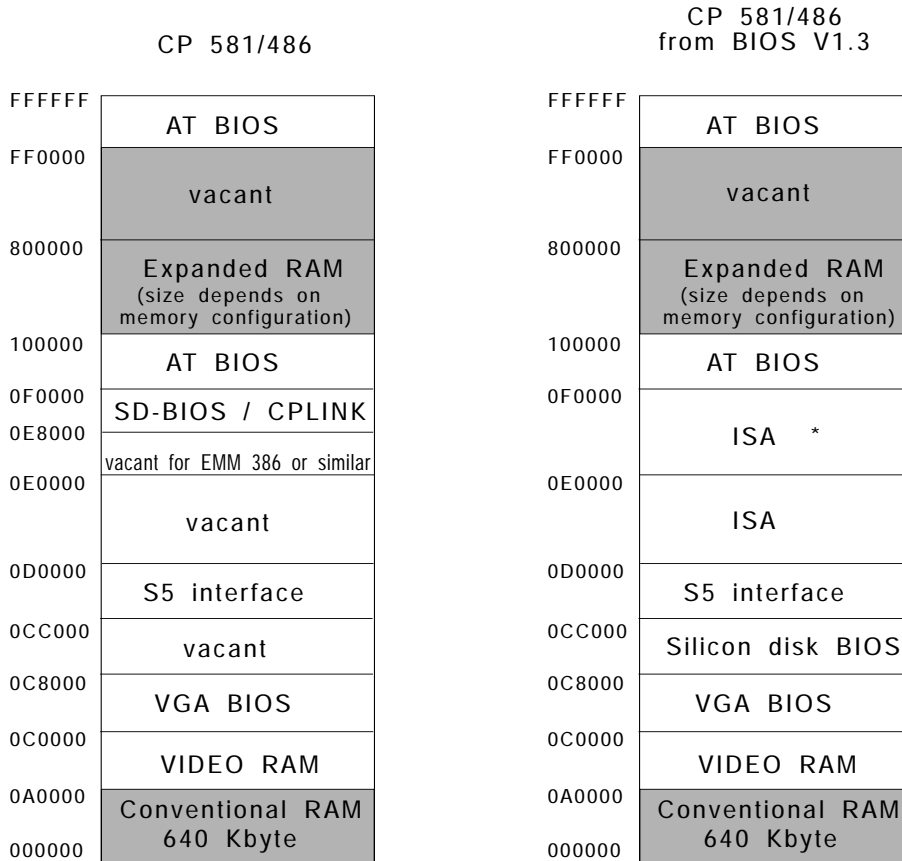 CP 581/486
FFFFFF
AT BIOS
FF0000
vacant
800000
Expanded RAM
(size depends on
memory configuration)
100000
AT BIOS
0F0000
SD-BIOS / CPLINK
0E8000
vacant for EMM 386 or similar
0E0000
vacant
0D0000
S5 interface
0CC000
vacant
0C8000
VGA BIOS
0C0000
VIDEO RAM
0A0000
Conventional RAM
640 Kbyte
000000
CP 581/486
from BIOS V1.3
FFFFFF
AT BIOS
FF0000
vacant
800000
Expanded RAM
(size depends on
memory configuration)
100000
AT BIOS
0F0000
ISA *
0E0000
ISA
0D0000
S5 interface
0CC000
Silicon disk BIOS
0C8000
VGA BIOS
0C0000
VIDEO RAM
0A0000
Conventional RAM
640 Kbyte
000000